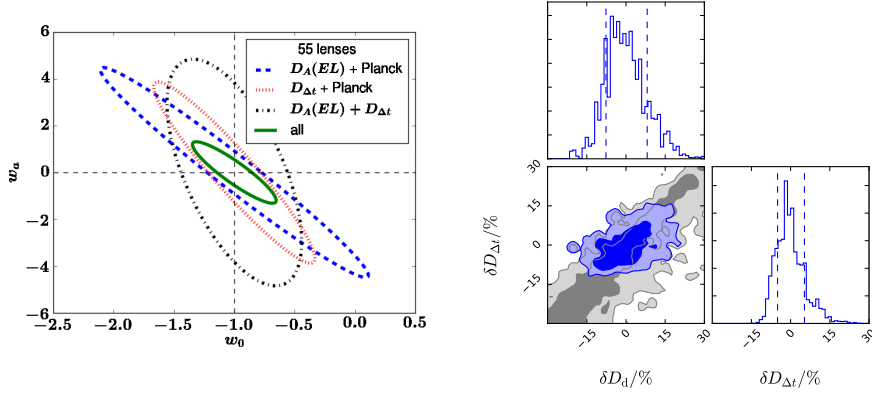 55 lenses
D_A(EL) + Planck
D_Δt + Planck
D_A(EL) + D_Δt
all
6
4
2
0
−2
−4
−6
w_a
−2.5 −2.0 −1.5 −1.0 −0.5 0.0 0.5
w_0
30
15
0
−15
δD_Δt/%
−15 0 15 30
δD_d/%
−15 0 15 30
δD_Δt/%